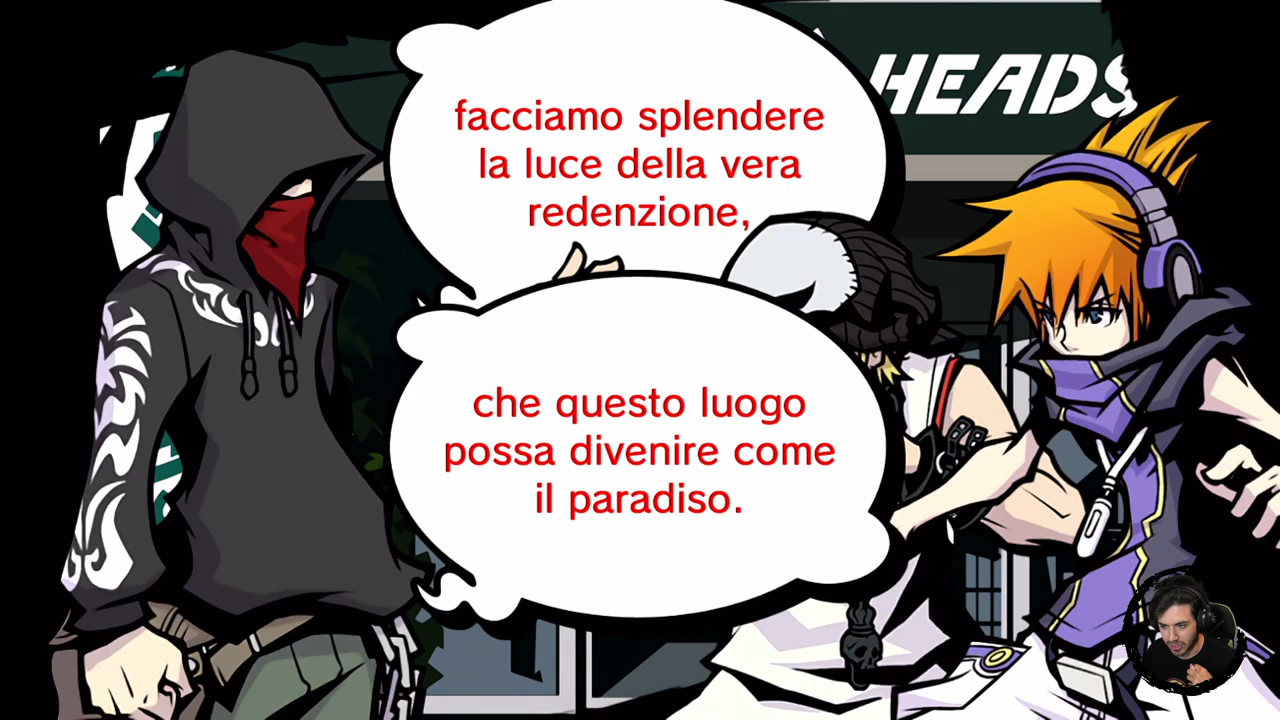 HEADS
facciamo splendere
la luce della vera
redenzione,
che questo luogo
possa divenire come
il paradiso.